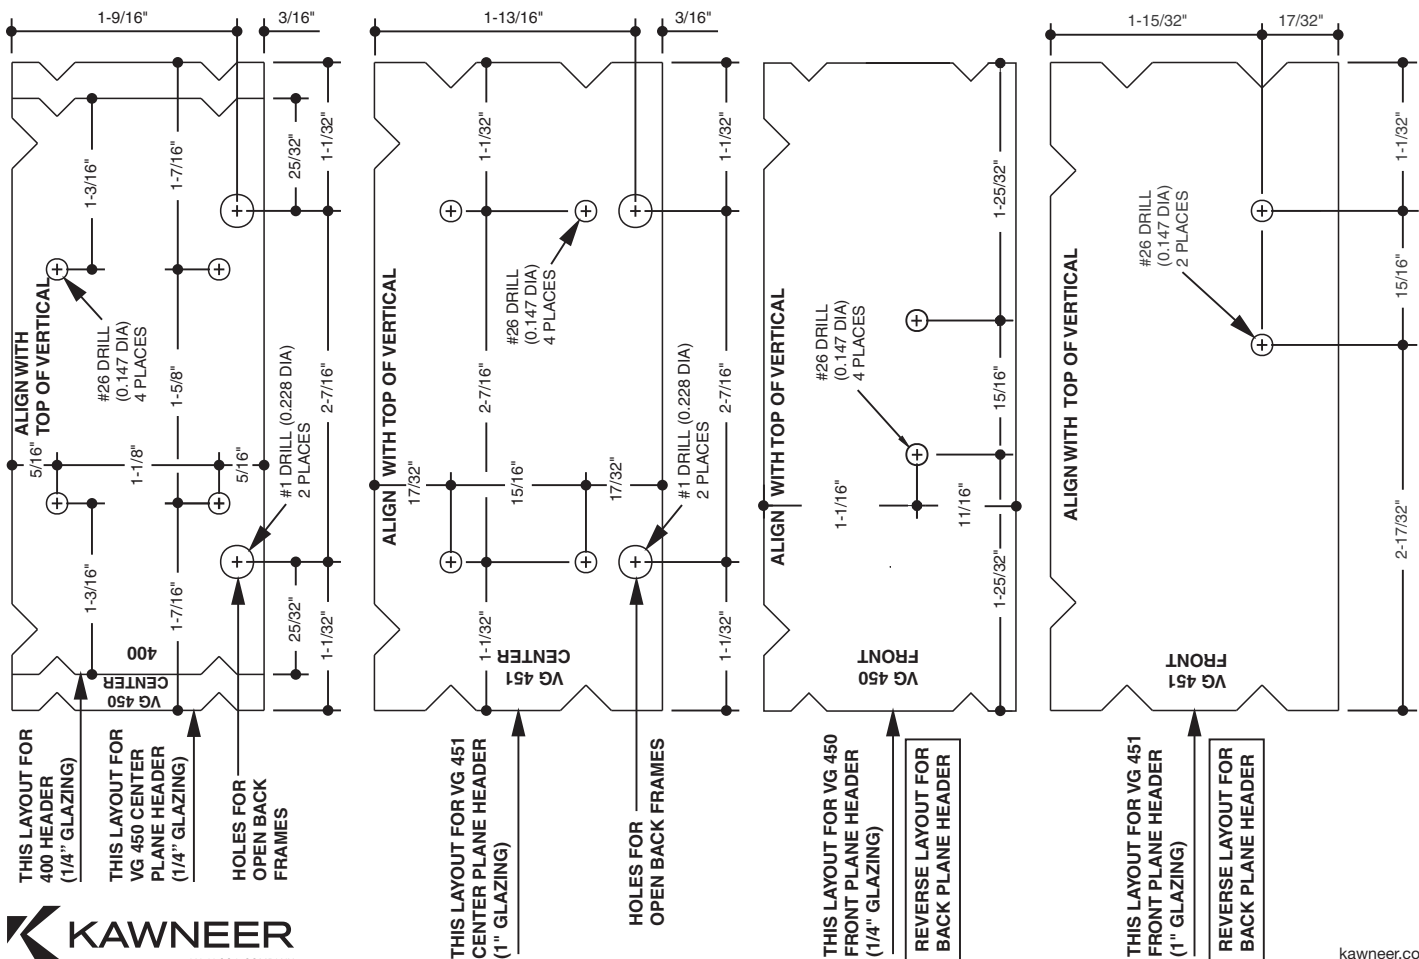 1-9/16"
3/16"
1-3/16"
1-7/16"
25/32"
1-1/32"
ALIGN WITH
TOP OF VERTICAL
#26 DRILL
(0.147 DIA)
4 PLACES
1-5/8"
2-7/16"
5/16"
1-1/8"
5/16"
#1 DRILL (0.228 DIA)
2 PLACES
1-3/16"
1-7/16"
25/32"
1-1/32"
400
VG 450
CENTER
THIS LAYOUT FOR
400 HEADER
(1/4" GLAZING)
THIS LAYOUT FOR
VG 450 CENTER
PLANE HEADER
(1/4" GLAZING)
HOLES FOR
OPEN BACK
FRAMES
1-13/16"
3/16"
1-1/32"
1-1/32"
ALIGN WITH TOP OF VERTICAL
#26 DRILL
(0.147 DIA)
4 PLACES
2-7/16"
2-7/16"
17/32"
15/16"
17/32"
#1 DRILL (0.228 DIA)
2 PLACES
1-1/32"
1-1/32"
VG 451
CENTER
THIS LAYOUT FOR VG 451
CENTER PLANE HEADER
(1" GLAZING)
HOLES FOR
OPEN BACK FRAMES
1-25/32"
ALIGN WITH TOP OF VERTICAL
#26 DRILL
(0.147 DIA)
4 PLACES
15/16"
1-1/16"
11/16"
1-25/32"
VG 450
FRONT
THIS LAYOUT FOR VG 450
FRONT PLANE HEADER
(1/4" GLAZING)
REVERSE LAYOUT FOR
BACK PLANE HEADER
1-15/32"
17/32"
1-1/32"
#26 DRILL
(0.147 DIA)
2 PLACES
15/16"
ALIGN WITH TOP OF VERTICAL
2-17/32"
VG 451
FRONT
THIS LAYOUT FOR VG 451
FRONT PLANE HEADER
(1" GLAZING)
REVERSE LAYOUT FOR
BACK PLANE HEADER
KAWNEER
kawneer.co